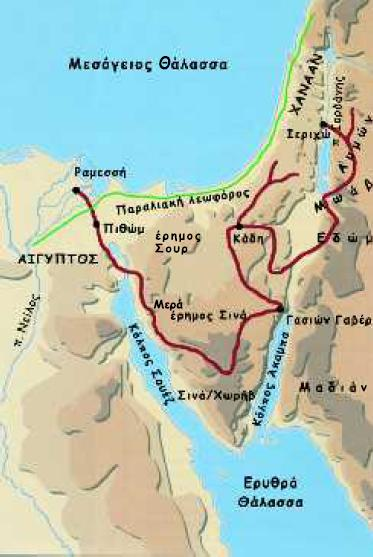 Μεσόγειος Θάλασσα
ΧΑΝΑΑΝ
π. Ιορδάνης
Ιεριχώ
Αμμών
Μωάβ
Ραμεσσή
Παραλιακή λεωφόρος
Πιθώμ
έρημος
Σουρ
Κάδη
Εδώμ
ΑΙΓΥΠΤΟΣ
π. Νείλος
Μερά
έρημος Σινά
Γασιών Γαβέρ
Κόλπος Σουέζ
Κόλπος Ακαμπα
Σινά/Χωρήβ
Μαδιάν
Ερυθρά
Θάλασσα